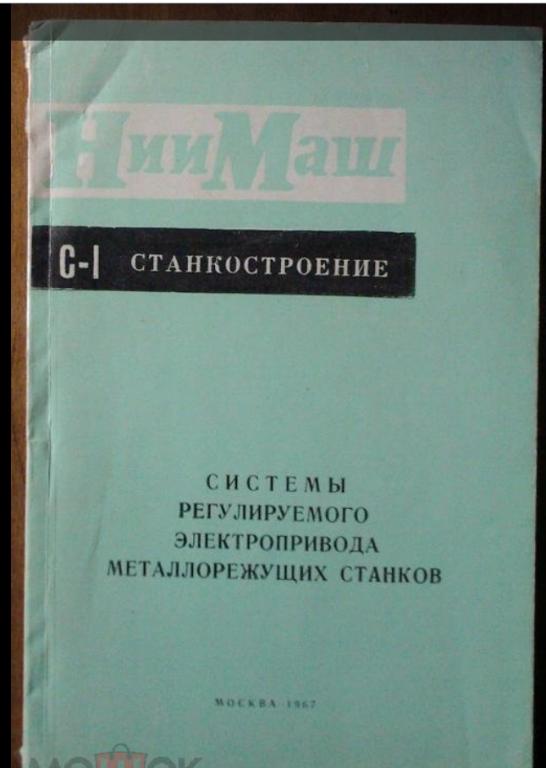 НииМаш
С-I СТАНКОСТРОЕНИЕ
СИСТЕМЫ
РЕГУЛИРУЕМОГО
ЭЛЕКТРОПРИВОДА
МЕТАЛЛОРЕЖУЩИХ СТАНКОВ
МОСКВА 1967